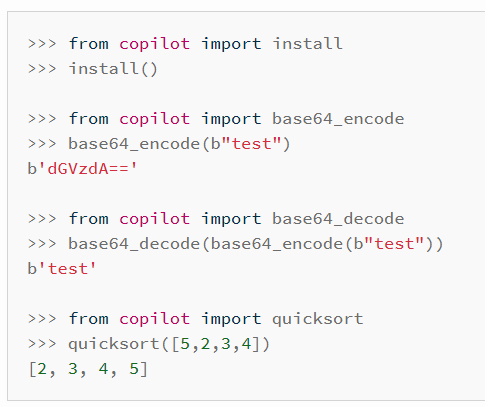 >>> from copilot import install
>>> install()
>>> from copilot import base64_encode
>>> base64_encode(b"test")
b'dGVzdA=='
>>> from copilot import base64_decode
>>> base64_decode(base64_encode(b"test"))
b'test'
>>> from copilot import quicksort
>>> quicksort([5,2,3,4])
[2, 3, 4, 5]